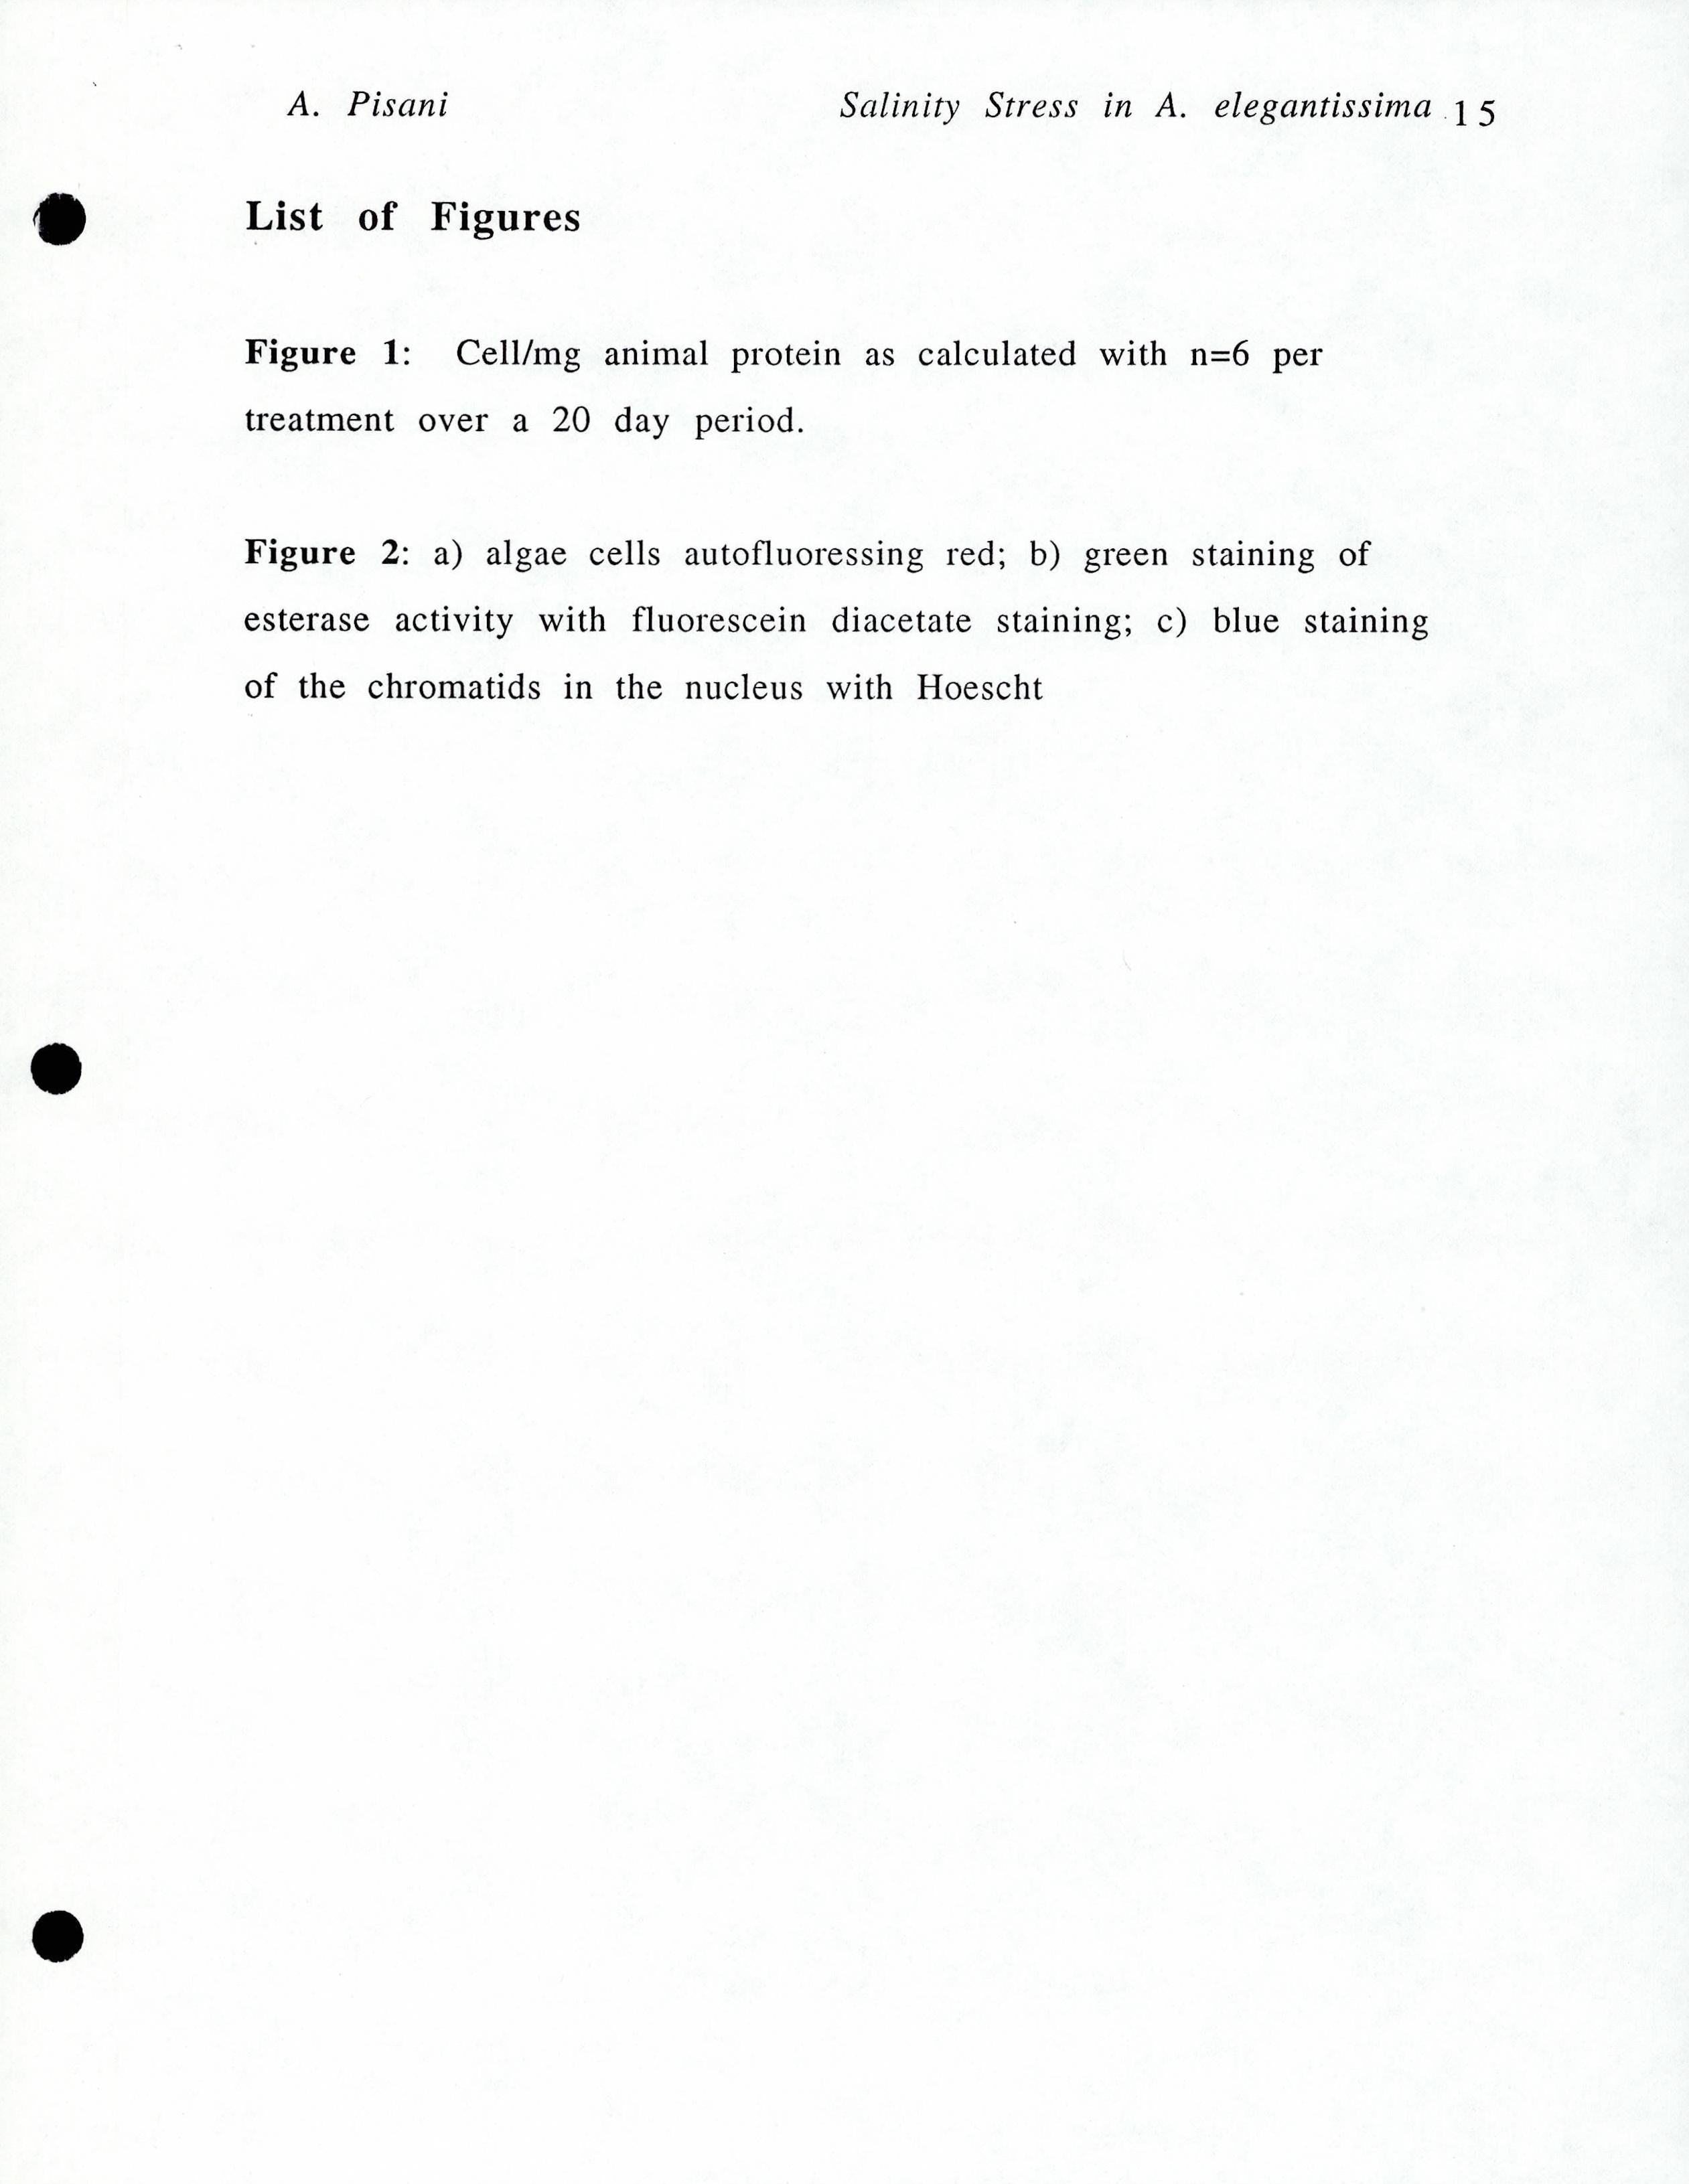 A. Pisani Salinity Stress in A. elegantissima 15
List of Figures
Figure 1: Cell/mg animal protein as calculated with n=6 per
treatment over a 20 day period.
Figure 2: a) algae cells autofluoressing red; b) green staining of
esterase activity with fluorescein diacetate staining; c) blue staining
of the chromatids in the nucleus with Hoescht